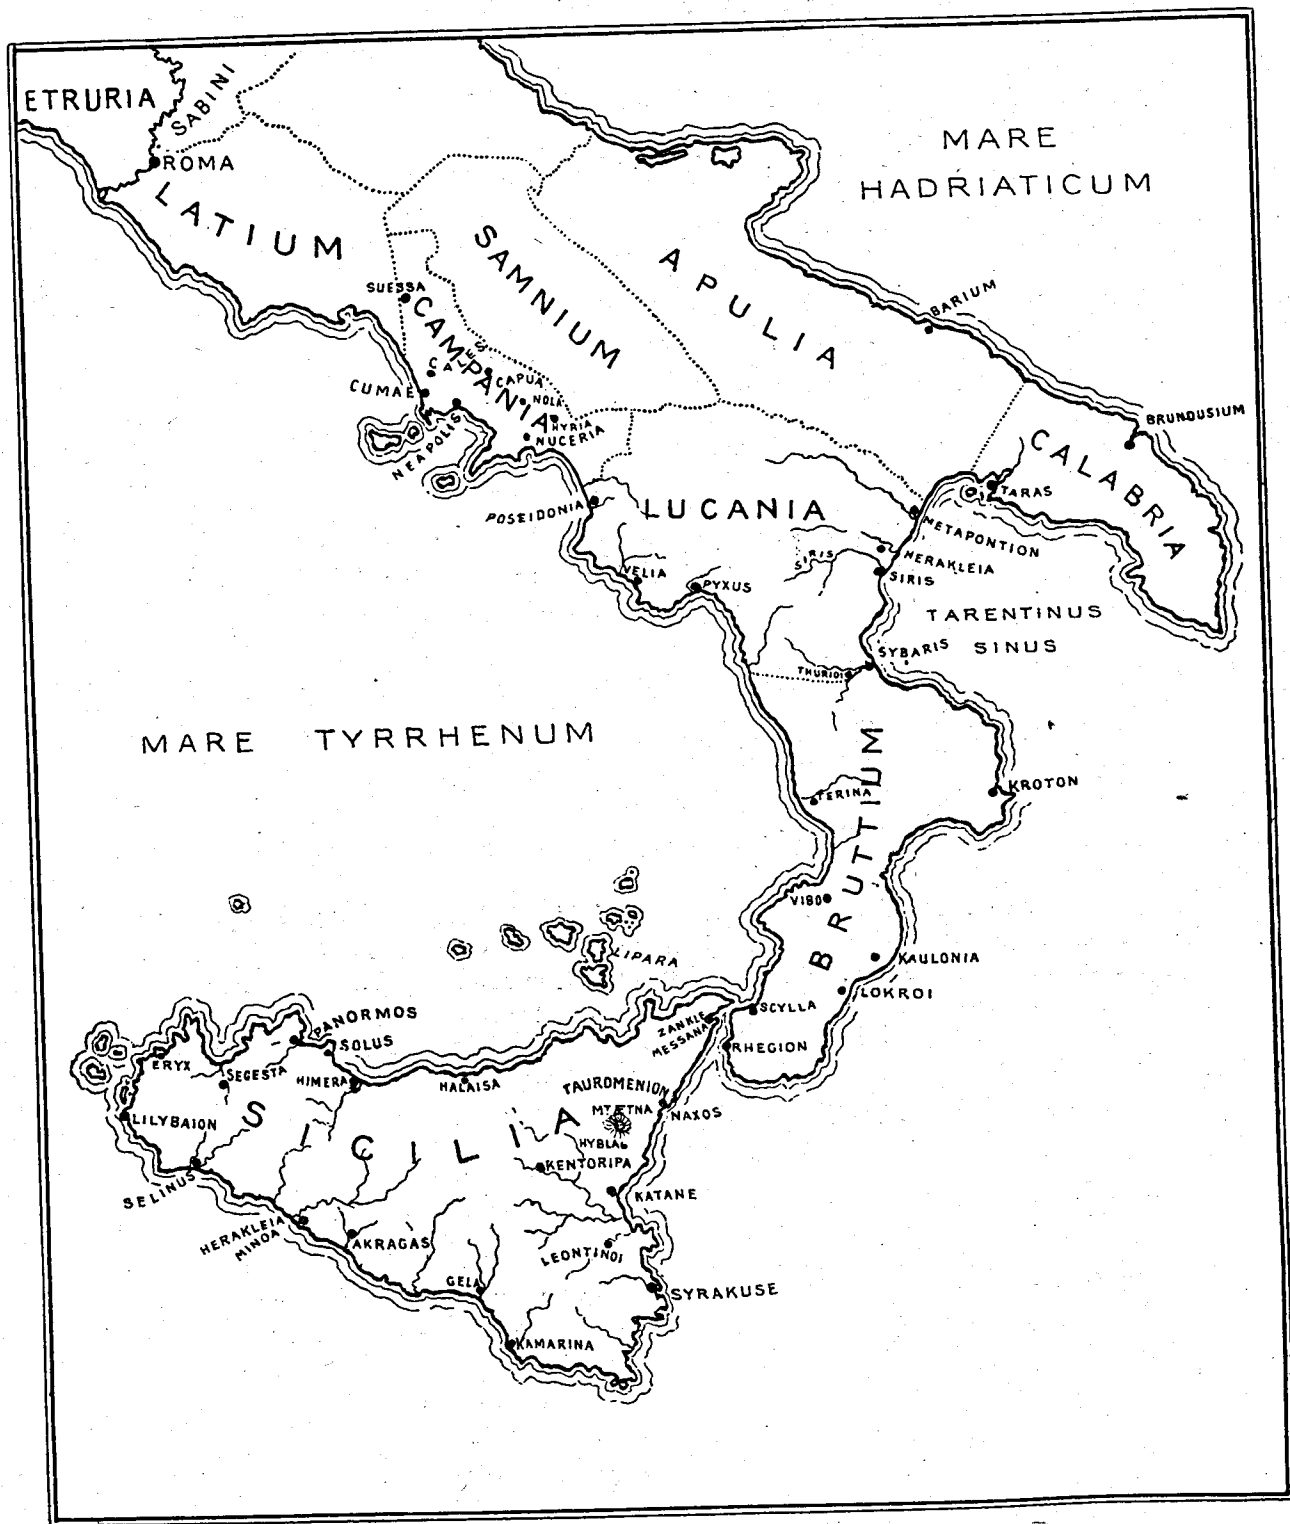 ETRURIA
SABINI
ROMA
LATIUM
MARE
HADRIATICUM
SAMNIUM
APULIA
SUESSA
CAMPANIA
CALES
CAPUA
CUMAE
NOLA
HYRIA
NUCERIA
NEAPOLIS
BARIUM
BRUNDUSIUM
CALABRIA
TARAS
POSEIDONIA
LUCANIA
METAPONTION
HERAKLEIA
SIRIS
SIRIS
VELIA
PYXUS
TARENTINUS
SINUS
SYBARIS
THURIOI
MARE TYRRHENUM
BRUTTIUM
TERINA
KROTON
VIBO
KAULONIA
LOKROI
LIPARA
SCYLLA
ZANKLE
MESSANA
RHEGION
PANORMOS
SOLUS
ERYX
SEGESTA
HIMERA
HALAISA
TAUROMENION
MT ÆTNA
NAXOS
LILYBAION
SICILIA
HYBLA
KENTORIPA
SELINUS
KATANE
HERAKLEIA
MINOA
AKRAGAS
LEONTINOI
GELA
SYRAKUSE
KAMARINA